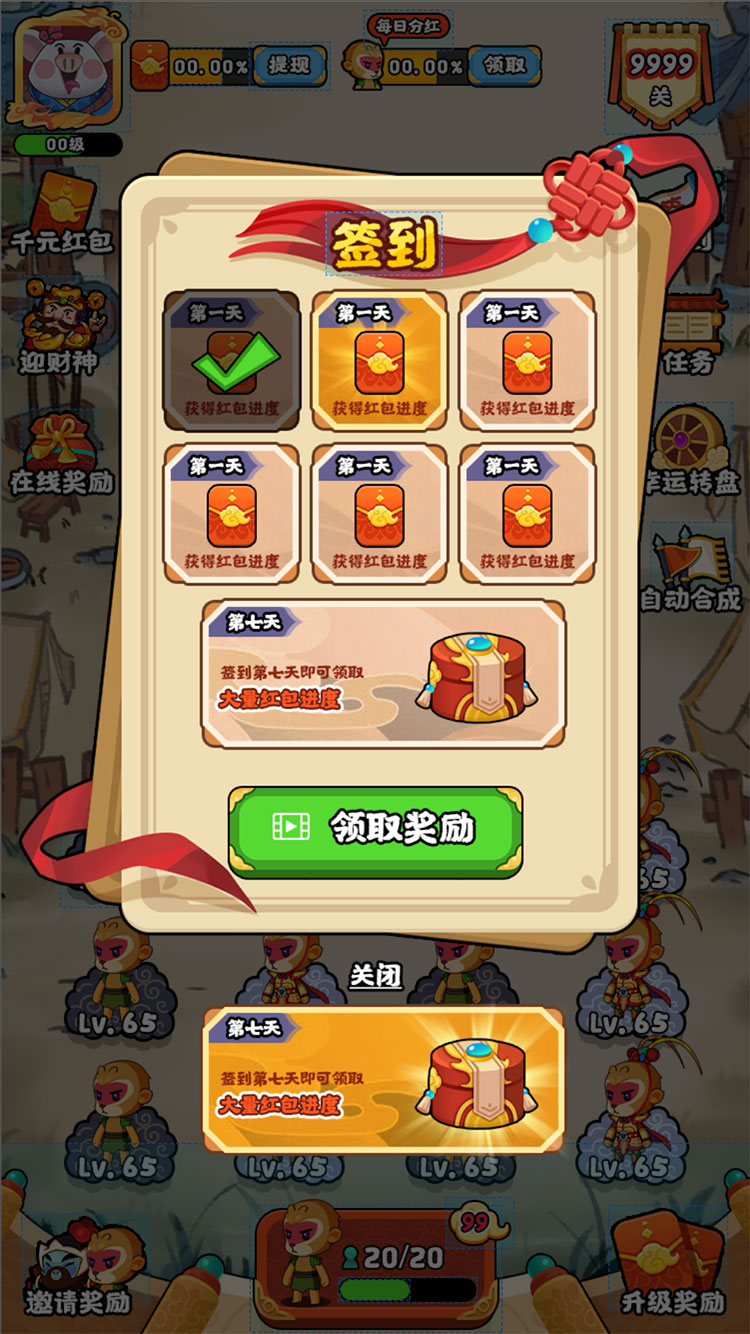 每日分红
00.00%
提现
00.00%
领取
9999
关
00级
千元红包
签到
第一天
第一天
第一天
迎财神
任务
获得红包进度
获得红包进度
获得红包进度
第一天
第一天
第一天
在线奖励
运转盘
获得红包进度
获得红包进度
获得红包进度
自动合成
第七天
签到第七天即可领取
大量红包进度
领取奖励
65
关闭
Lv.65
Lv.65
第七天
签到第七天即可领取
大量红包进度
Lv.65
Lv.65
Lv.65
Lv.65
99
20/20
邀请奖励
升级奖励